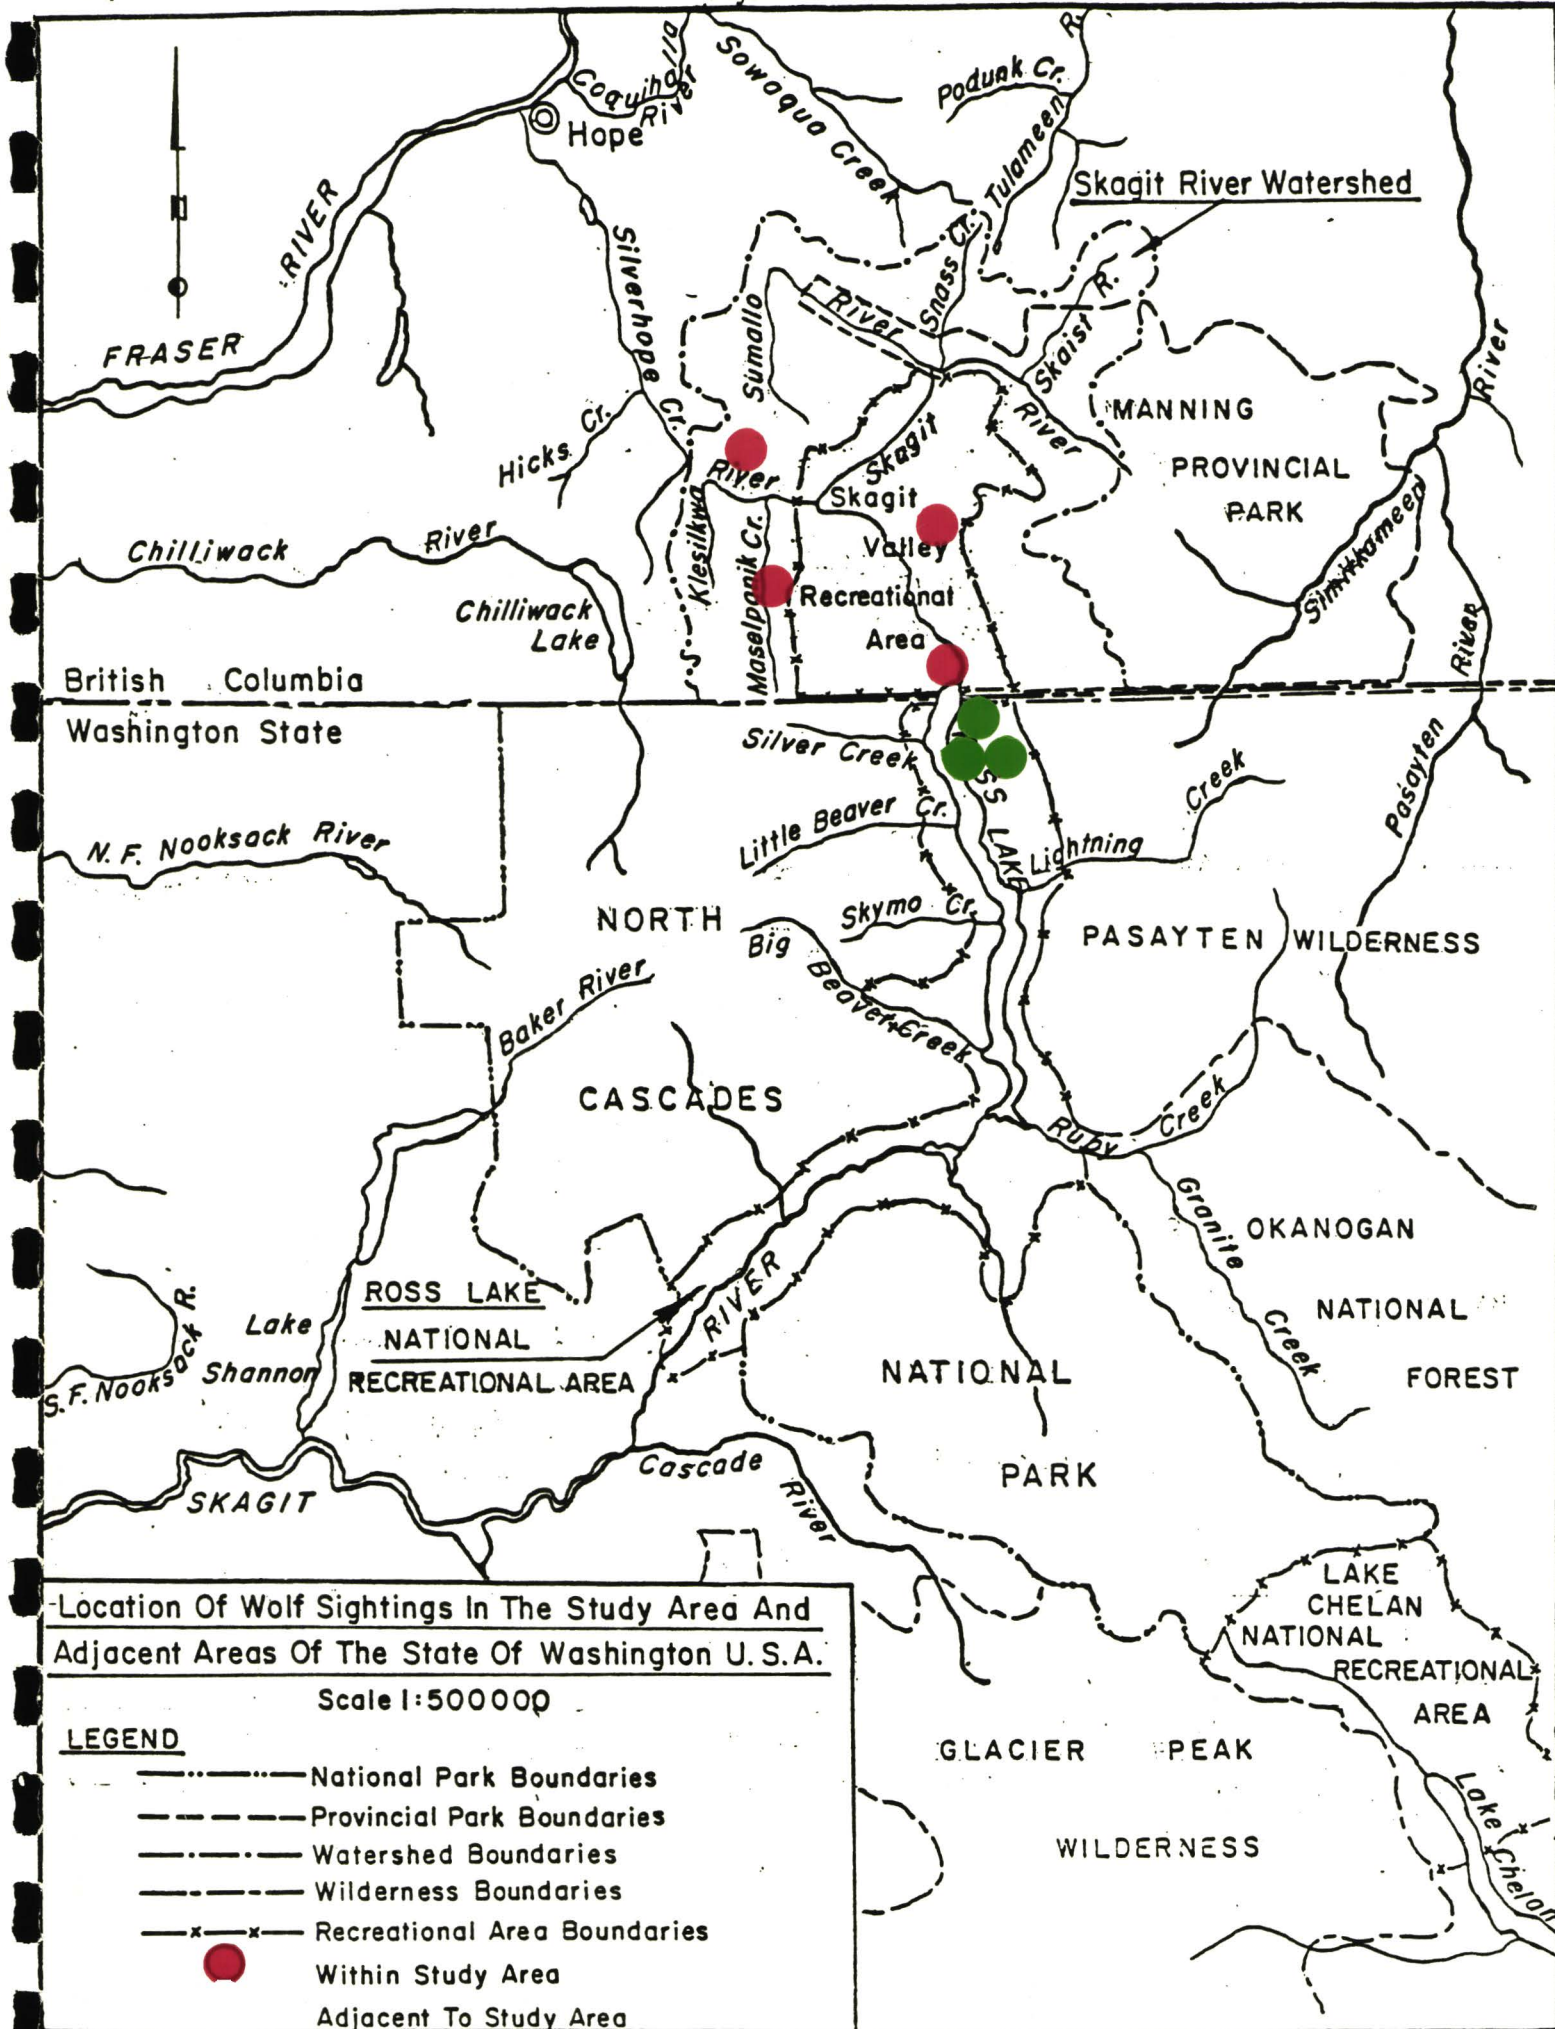 Coquihalla River
Sowaqua Creek
Podunk Cr.
Tulameen R.
Hope
Skagit River Watershed
RIVER
FRASER
Silverhope Cr.
Sumallo
River
Snass Cr.
Skaist R.
River
River
MANNING
PROVINCIAL
PARK
Hicks Cr.
River
Skagit
Klesilkwa
Maselpanik Cr.
Skagit
Valley
Recreational
Area
Similkameen
River
Chilliwack
River
Chilliwack
Lake
British Columbia
Washington State
Silver Creek
SS
LAKE
Creek
Lightning
Pasayten
Little Beaver Cr.
N. F. Nooksack River
NORTH
Skymo Cr.
Big
Beaver Creek
PASAYTEN WILDERNESS
Baker River
CASCADES
Ruby
Creek
Granite
Creek
OKANOGAN
NATIONAL
FOREST
ROSS LAKE
NATIONAL
RECREATIONAL AREA
RIVER
Lake
Shannon
S. F. Nooksack R.
NATIONAL
PARK
SKAGIT
Cascade
River
LAKE
CHELAN
NATIONAL
RECREATIONAL
AREA
GLACIER PEAK
WILDERNESS
Lake Chelan
Location Of Wolf Sightings In The Study Area And
Adjacent Areas Of The State Of Washington U.S.A.
Scale 1:500000
LEGEND
National Park Boundaries
Provincial Park Boundaries
Watershed Boundaries
Wilderness Boundaries
Recreational Area Boundaries
Within Study Area
Adjacent To Study Area